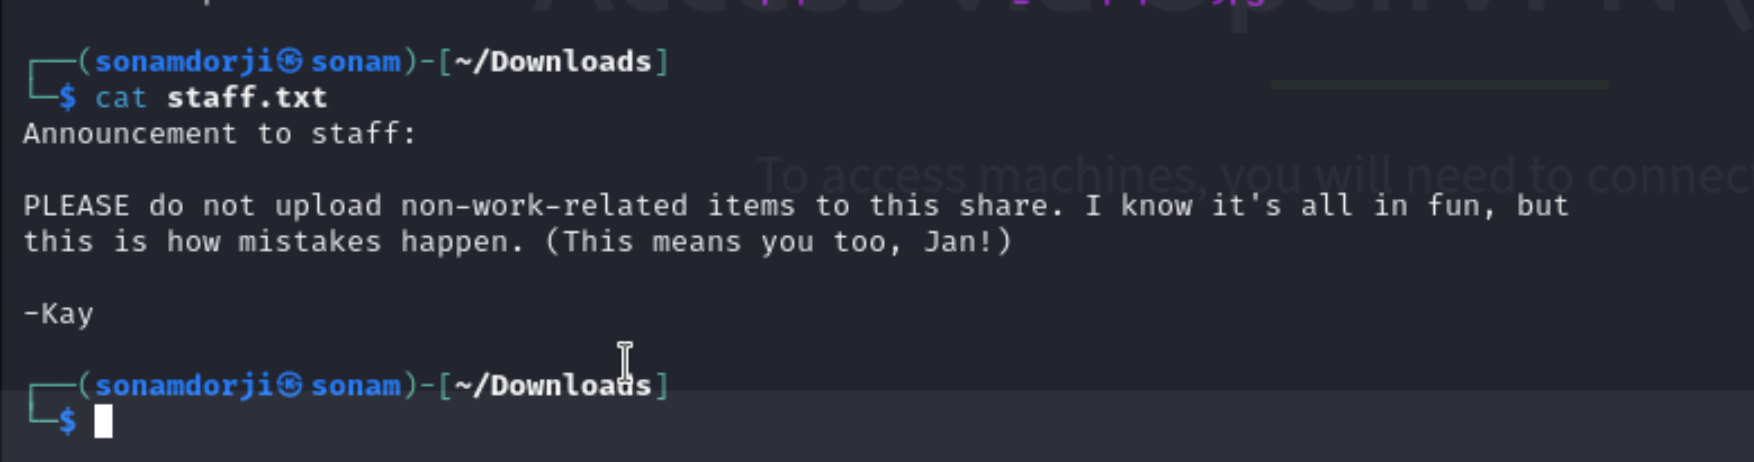 ┌──(sonamdorji㉿sonam)-[~/Downloads]
└─$ cat staff.txt
Announcement to staff:
PLEASE do not upload non-work-related items to this share. I know it's all in fun, but
this is how mistakes happen. (This means you too, Jan!)
-Kay
┌──(sonamdorji㉿sonam)-[~/Downloads]
└─$
To access machines, you will need to connec